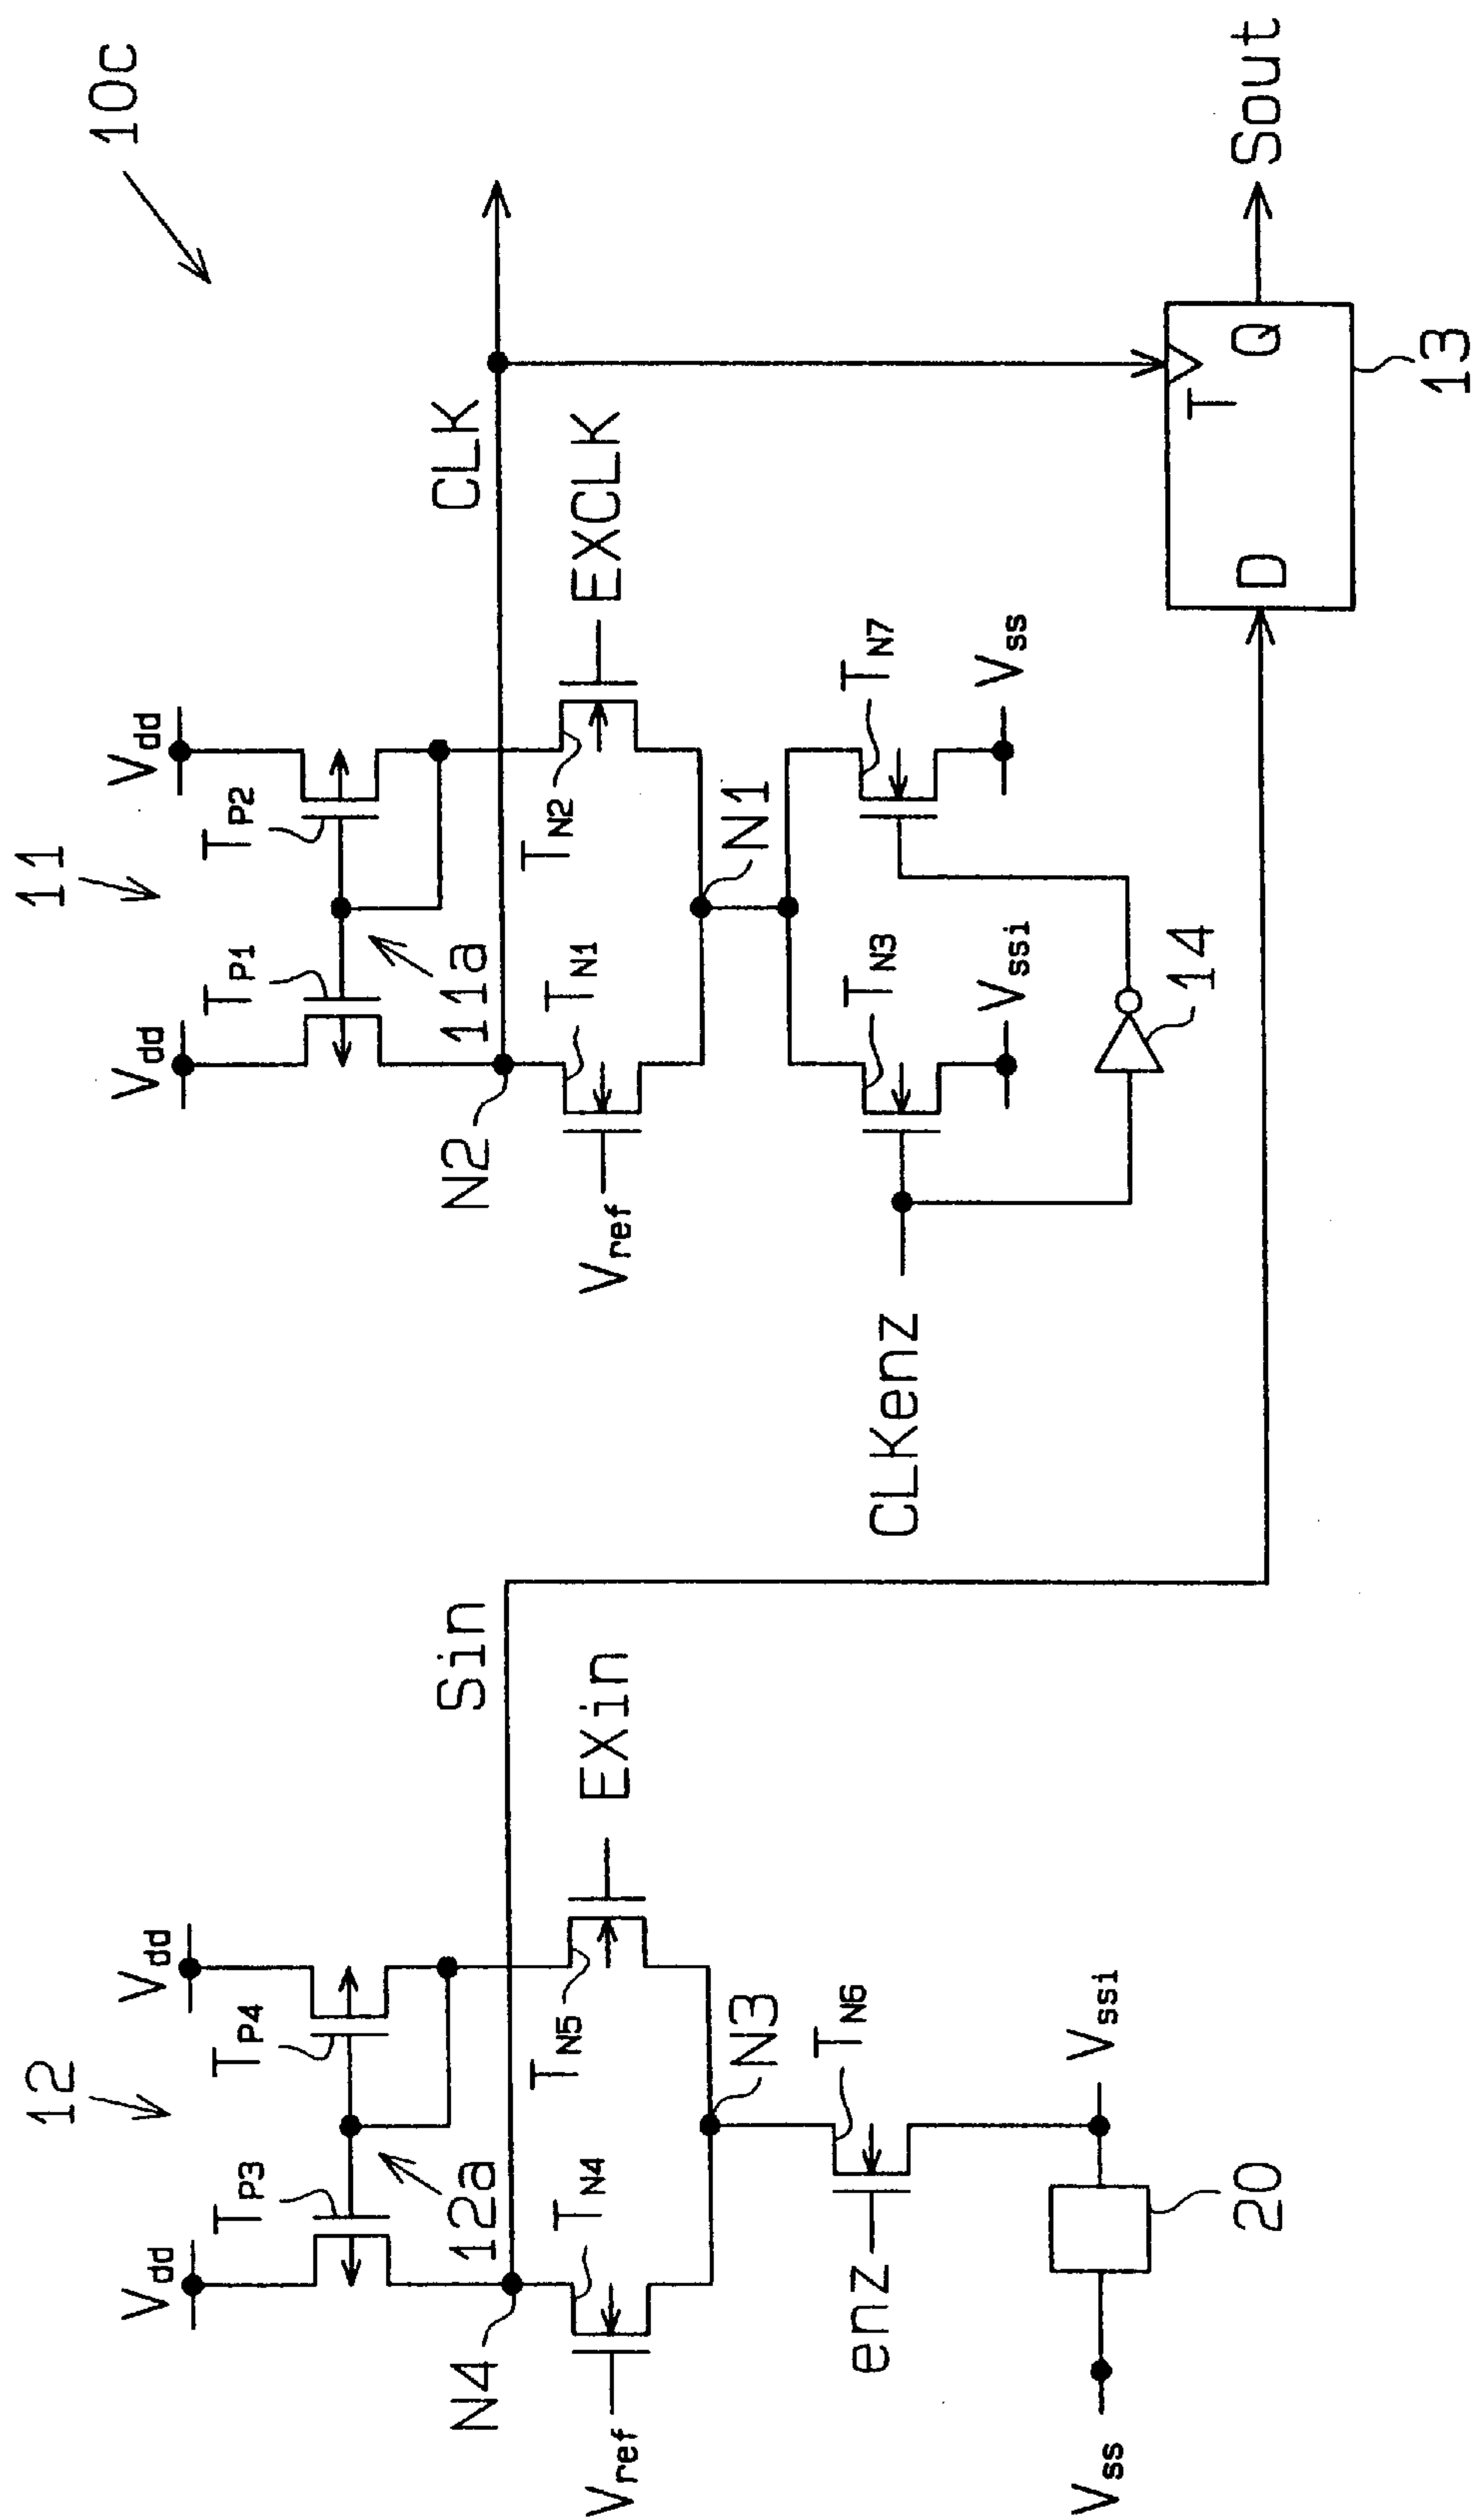 10c
12
11
Vdd
Vdd
Vdd
Vdd
TP3
TP4
TP1
TP2
12a
11a
N4
Sin
N2
CLK
Vref
TN4
TN5
EXin
Vref
TN1
TN2
EXCLK
N3
N1
enz
TN6
CLKenz
TN3
TN7
Vss
20
Vssi
Vssi
Vss
14
D
T
Q
Sout
13